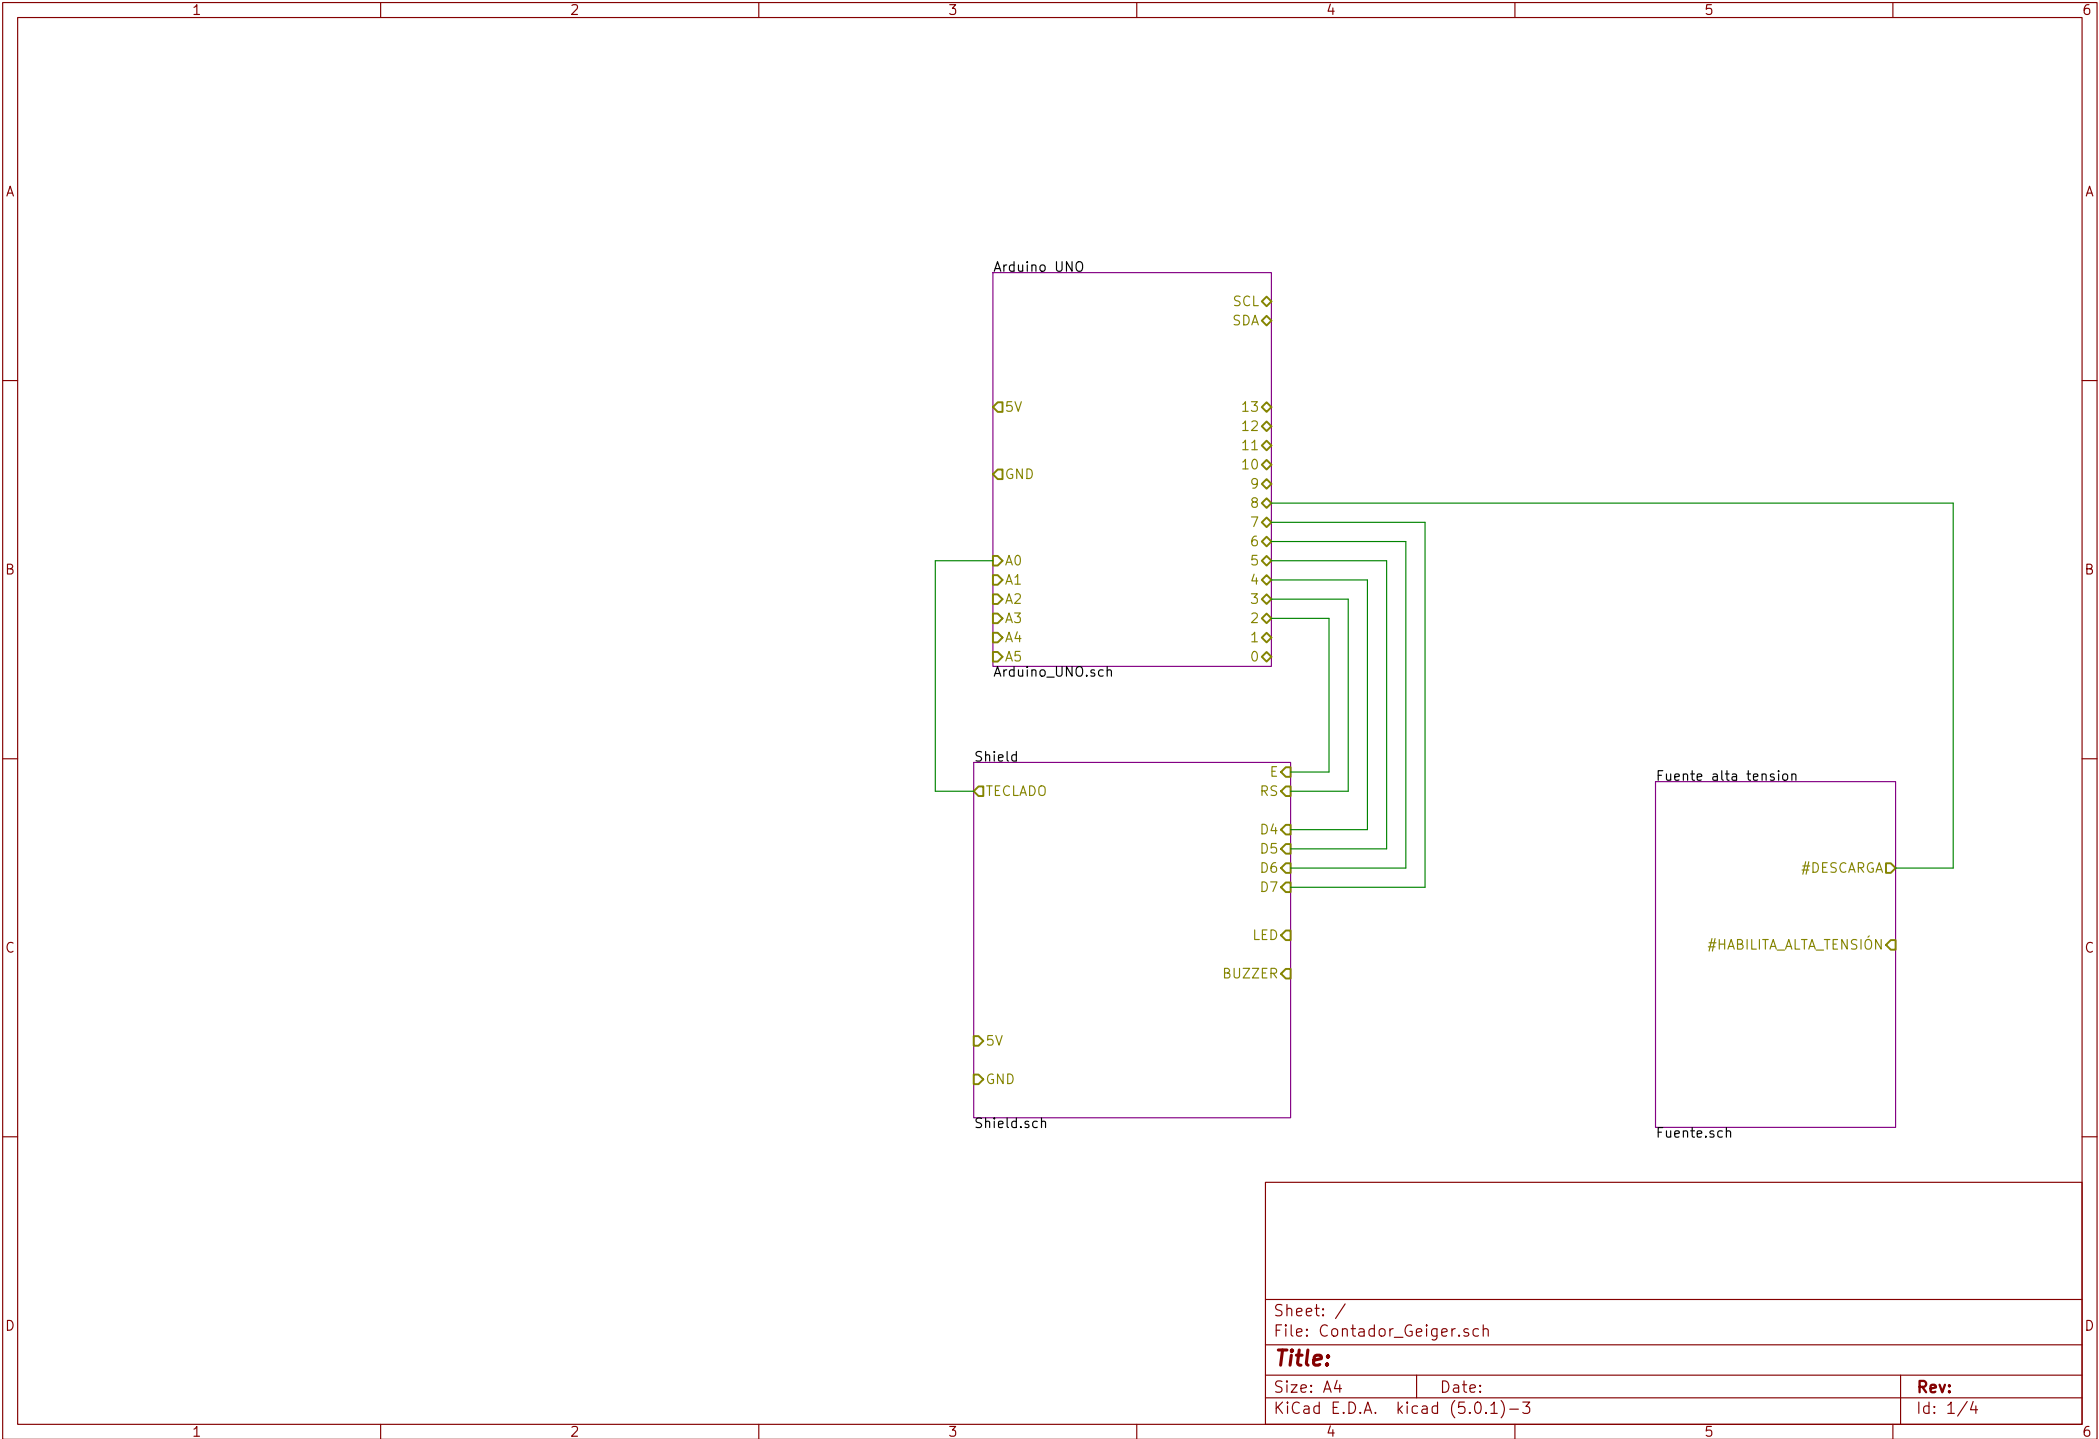 1 2 3 4 5 6
A A
Arduino UNO
SCL
SDA
5V 13
12
11
GND 10
9
8
7
6
B A0 5 B
A1 4
A2 3
A3 2
A4 1
A5 0
Arduino_UNO.sch
Shield
E
Fuente alta tension
TECLADO RS
D4
D5
D6 #DESCARGA
D7
LED
C #HABILITA_ALTA_TENSIÓN C
BUZZER
5V
GND
Shield.sch
Fuente.sch
Sheet: /
D File: Contador_Geiger.sch D
Title:
Size: A4 Date: Rev:
KiCad E.D.A. kicad (5.0.1)-3 Id: 1/4
1 2 3 4 5 6